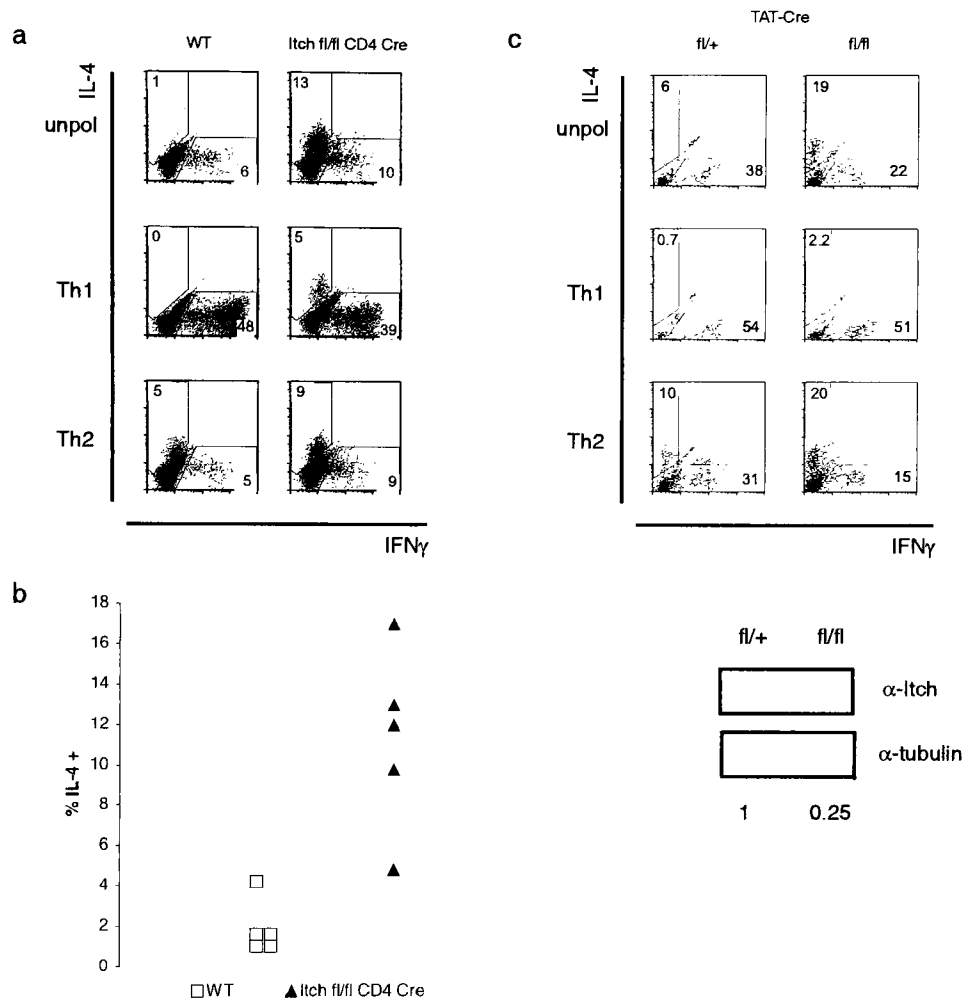 a
WT
Itch fl/fl CD4 Cre
IL-4
unpol
1
6
13
10
Th1
0
48
5
39
Th2
5
5
9
9
IFNγ
b
% IL-4 +
18
16
14
12
10
8
6
4
2
0
WT
Itch fl/fl CD4 Cre
c
TAT-Cre
fl/+
fl/fl
IL-4
unpol
6
38
19
22
Th1
0.7
54
2.2
51
Th2
10
31
20
15
IFNγ
fl/+ fl/fl
α-Itch
α-tubulin
1 0.25